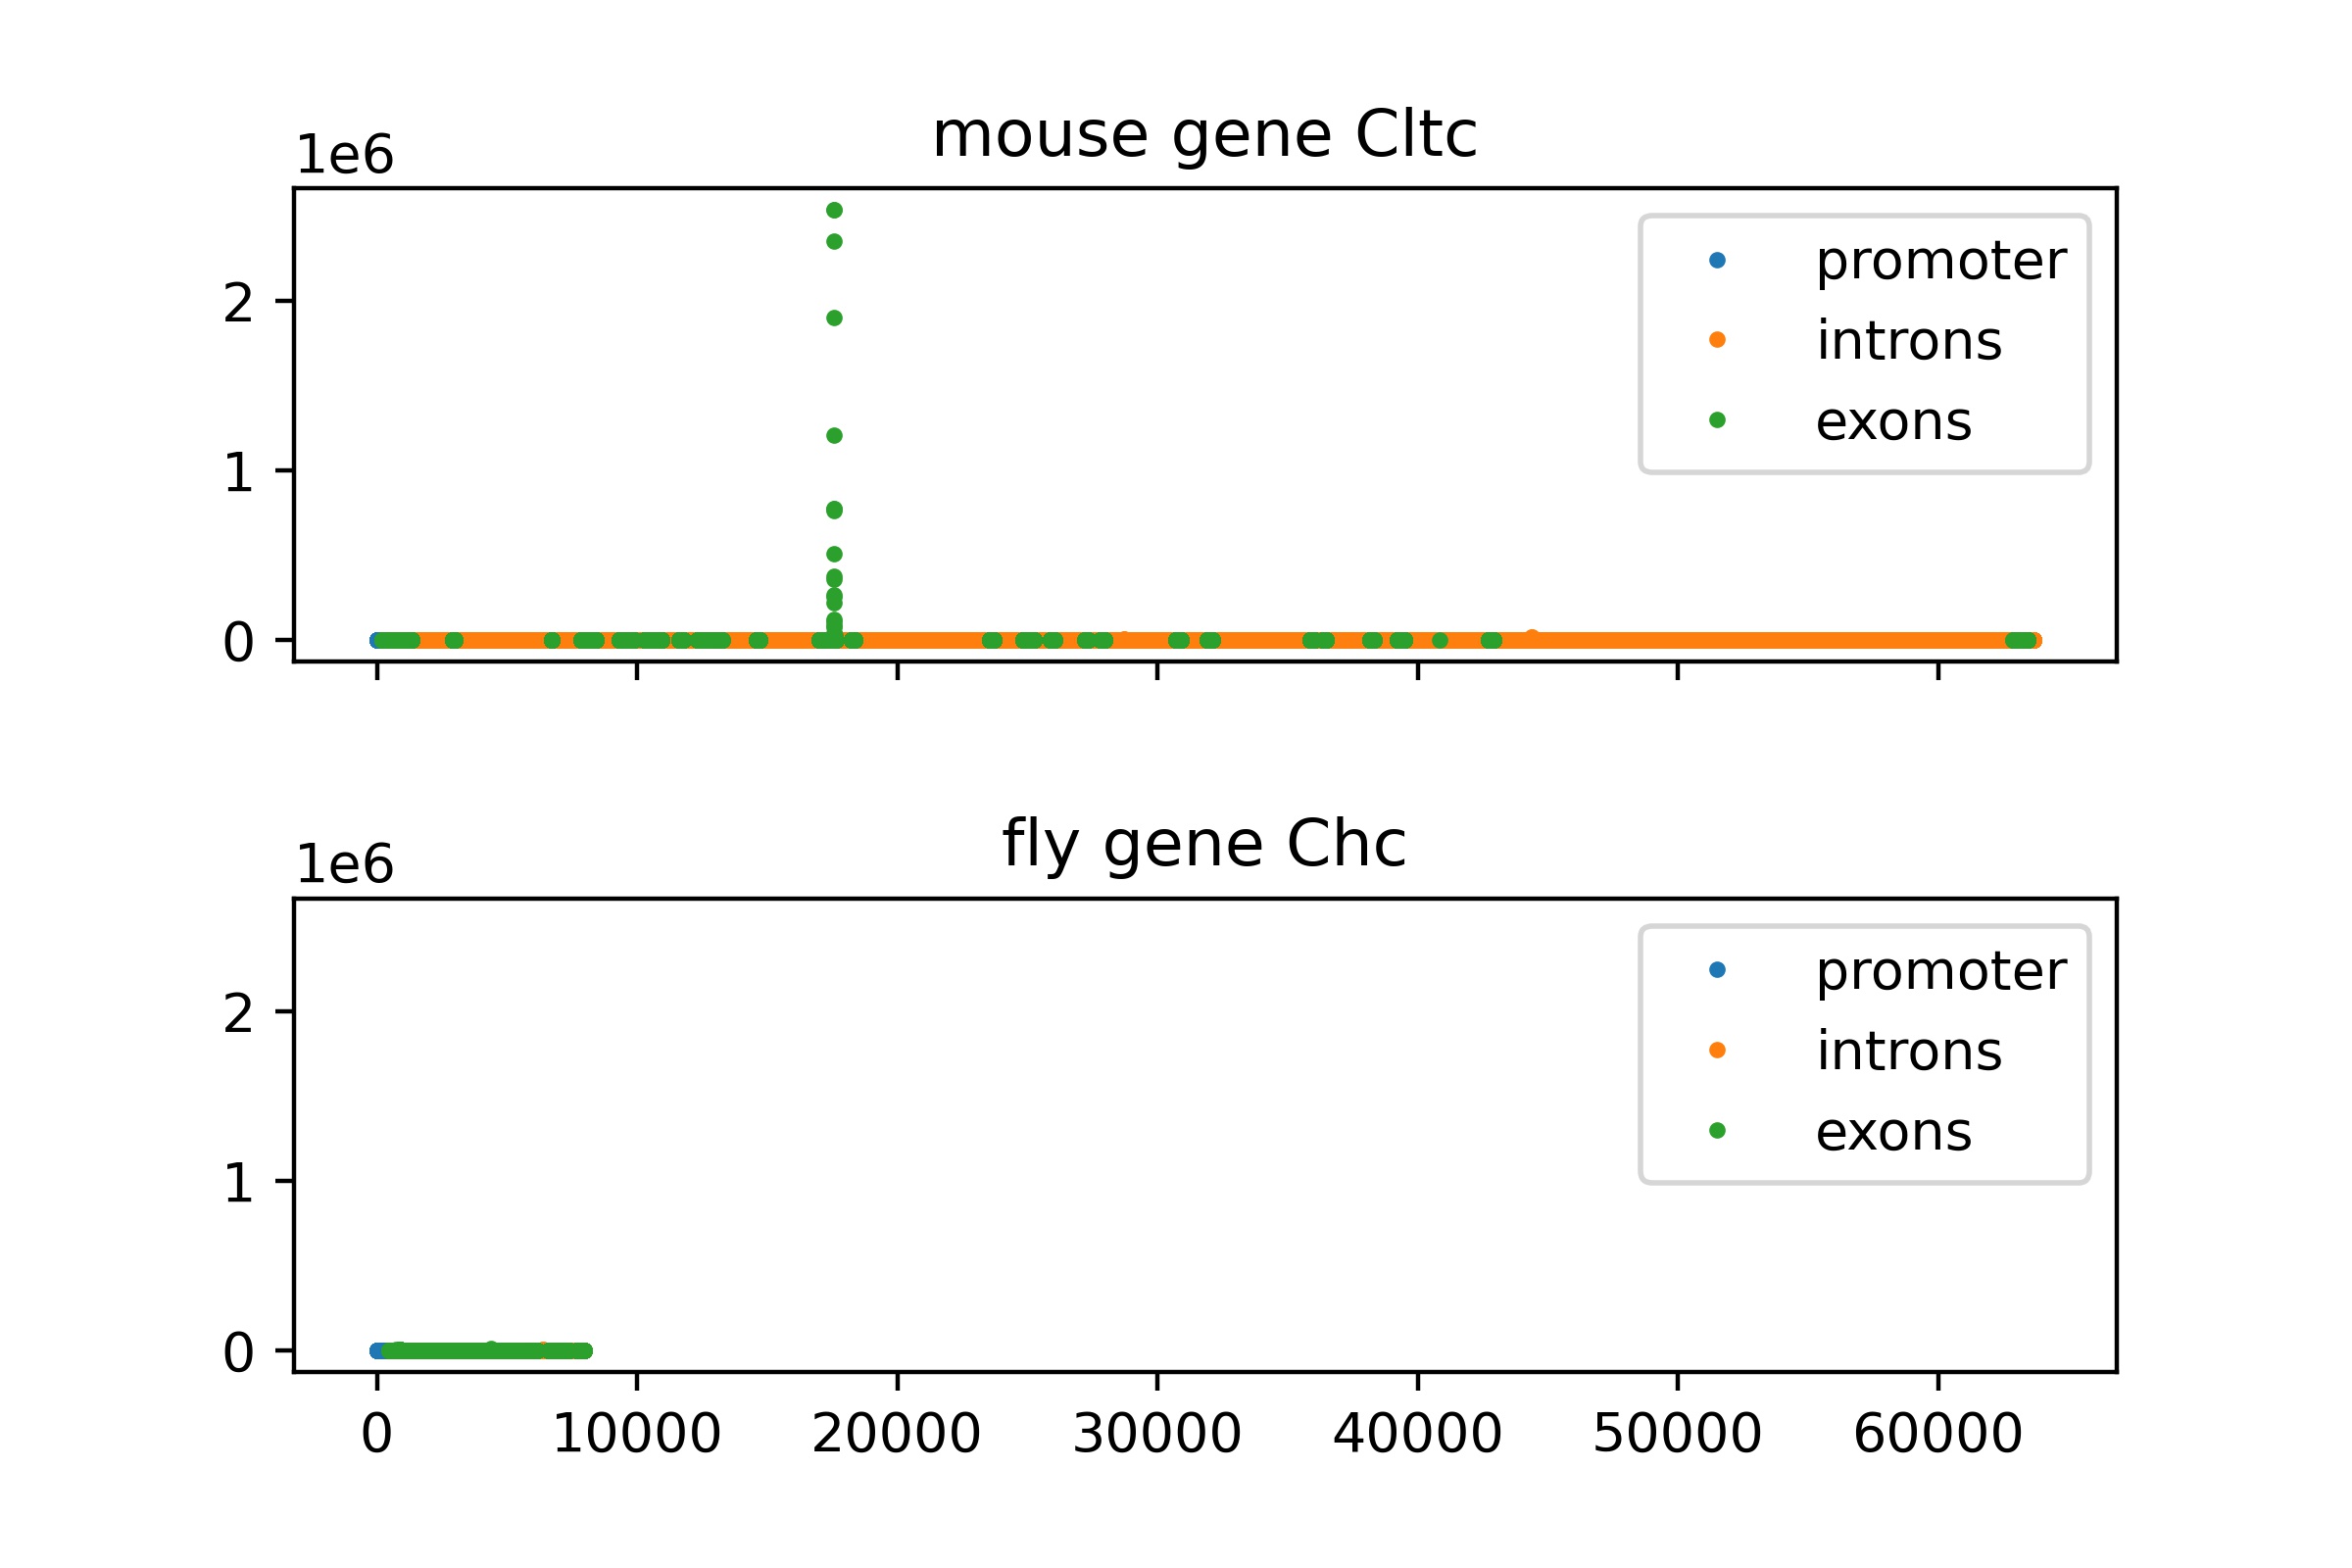 mouse gene Cltc
1e6
2
1
0
promoter
introns
exons
fly gene Chc
1e6
2
1
0
promoter
introns
exons
0 10000 20000 30000 40000 50000 60000